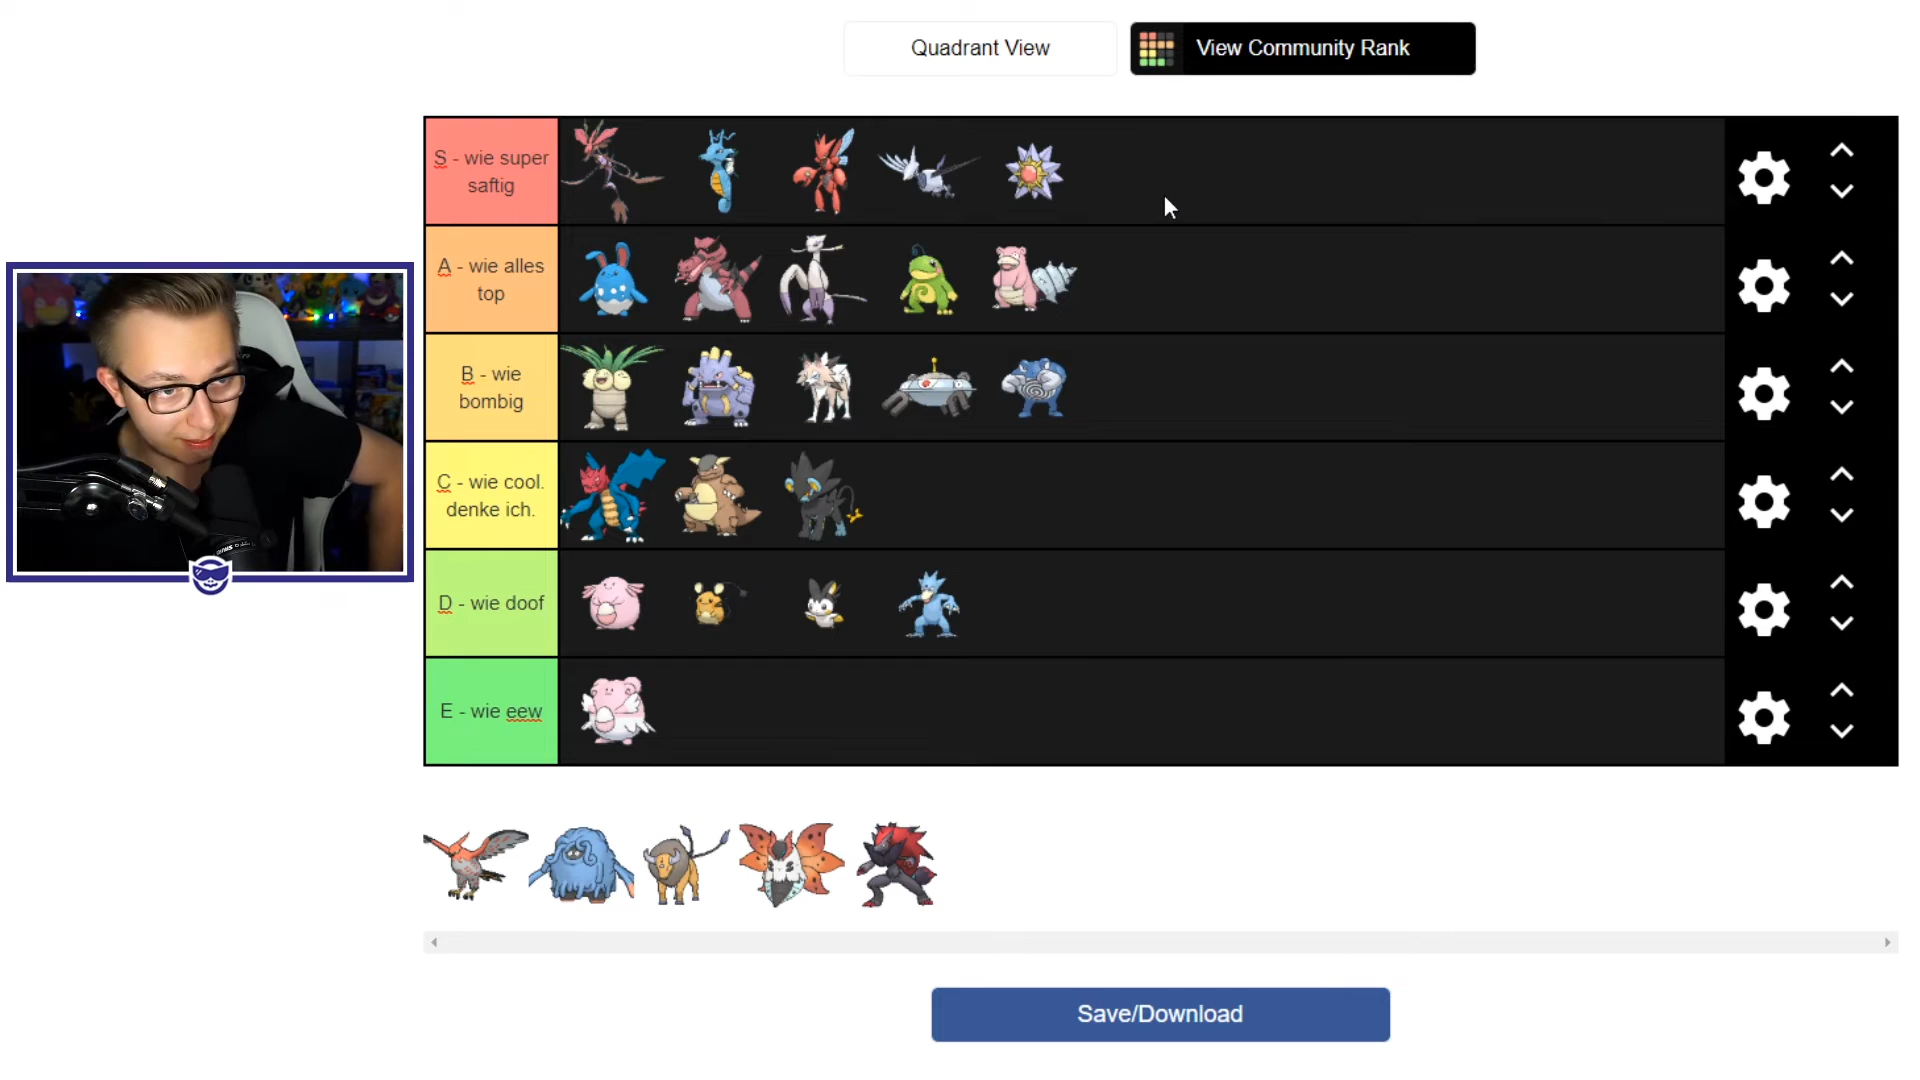 Quadrant View
View Community Rank
S - wie super
saftig
A - wie alles
top
B - wie
bombig
C - wie cool.
denke ich.
D - wie doof
E - wie eew
Save/Download